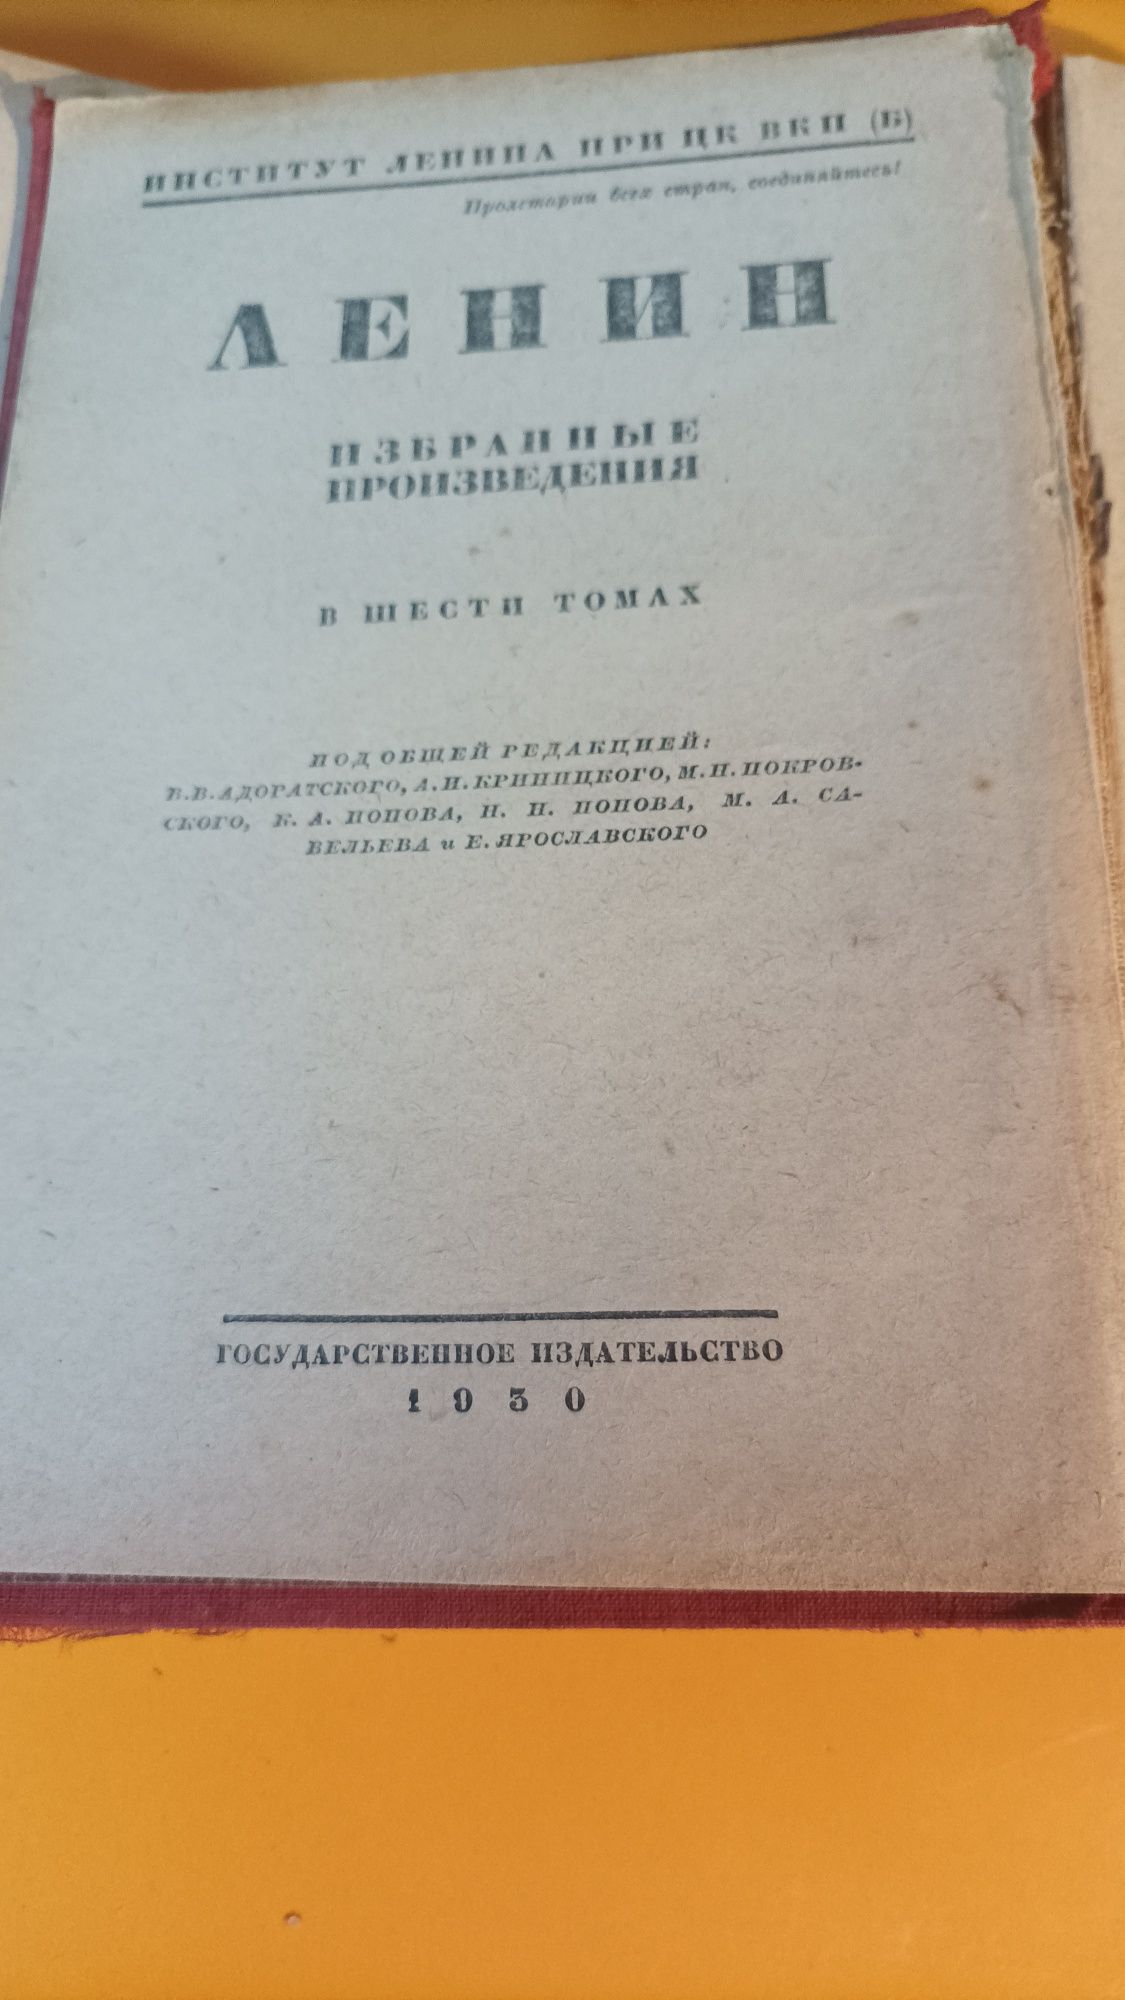 ИНСТИТУТ ЛЕНИНА ПРИ ЦК ВКП (Б)
Пролетарии всех стран, соединяйтесь!
ЛЕНИН
ИЗБРАННЫЕ
ПРОИЗВЕДЕНИЯ
В ШЕСТИ ТОМАХ
ПОД ОБЩЕЙ РЕДАКЦИЕЙ:
В.В.АДОРАТСКОГО, А.И.КРИНИЦКОГО, М.Н.ПОКРОВ-
СКОГО, К. А. ПОПОВА, Н. Н. ПОПОВА, М. А. СА-
ВЕЛЬЕВА и Е. ЯРОСЛАВСКОГО
ГОСУДАРСТВЕННОЕ ИЗДАТЕЛЬСТВО
1930